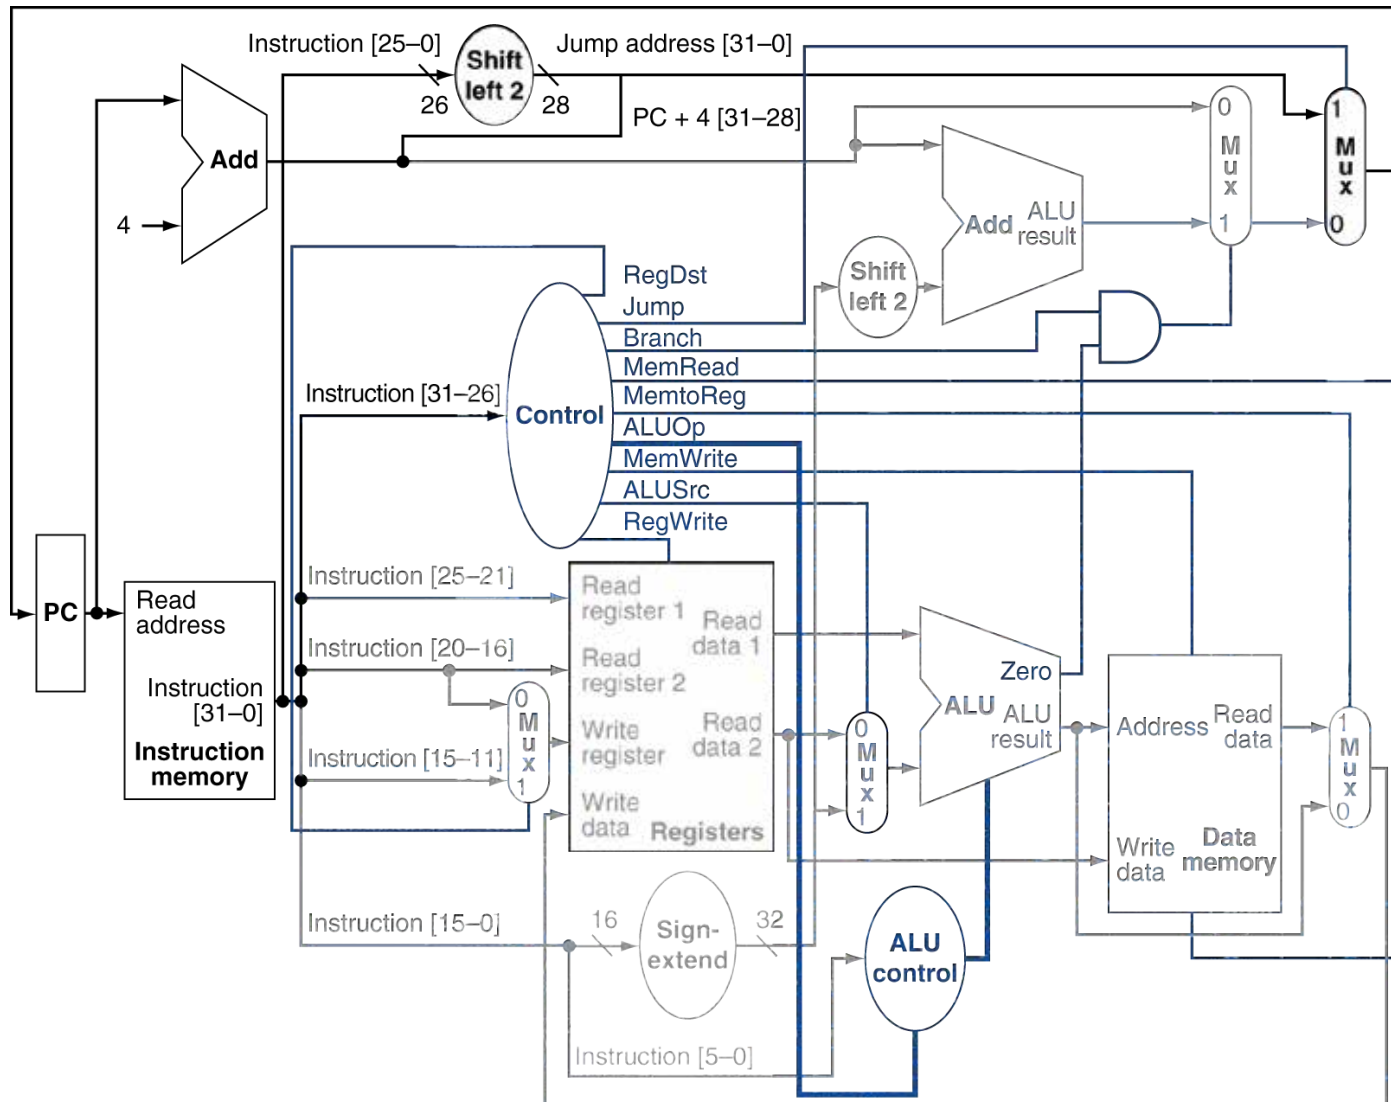 Instruction [25–0]
Shift
left 2
Jump address [31–0]
26
28
PC + 4 [31–28]
Add
4
0
M
u
x
1
1
M
u
x
0
Add
ALU
result
Shift
left 2
RegDst
Jump
Branch
MemRead
MemtoReg
ALUOp
MemWrite
ALUSrc
RegWrite
Instruction [31–26]
Control
PC
Read
address
Instruction
[31–0]
Instruction
memory
Instruction [25–21]
Instruction [20–16]
Instruction [15–11]
0
M
u
x
1
Read
register 1
Read
register 2
Write
register
Write
data
Read
data 1
Read
data 2
Registers
0
M
u
x
1
Zero
ALU
ALU
result
Address
Read
data
Write
data
Data
memory
1
M
u
x
0
Instruction [15–0]
16
Sign-
extend
32
ALU
control
Instruction [5–0]